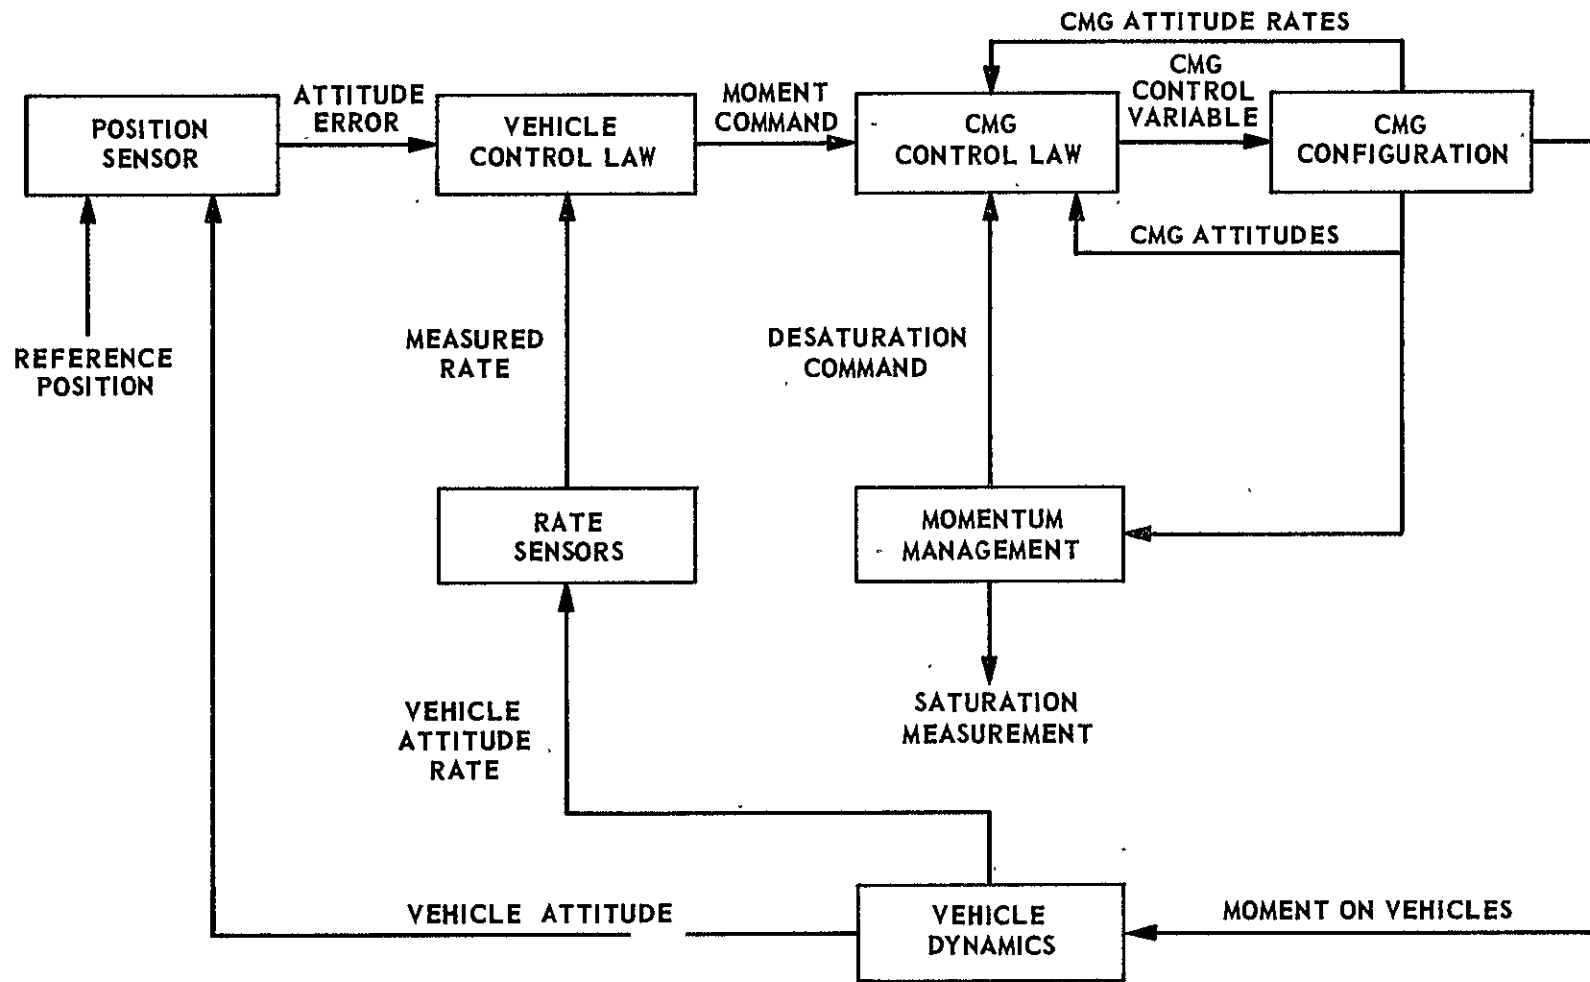 CMG ATTITUDE RATES
POSITION
SENSOR
ATTITUDE
ERROR
VEHICLE
CONTROL LAW
MOMENT
COMMAND
CMG
CONTROL LAW
CMG
CONTROL
VARIABLE
CMG
CONFIGURATION
CMG ATTITUDES
REFERENCE
POSITION
MEASURED
RATE
DESATURATION
COMMAND
RATE
SENSORS
MOMENTUM
MANAGEMENT
VEHICLE
ATTITUDE
RATE
SATURATION
MEASUREMENT
VEHICLE ATTITUDE
VEHICLE
DYNAMICS
MOMENT ON VEHICLES